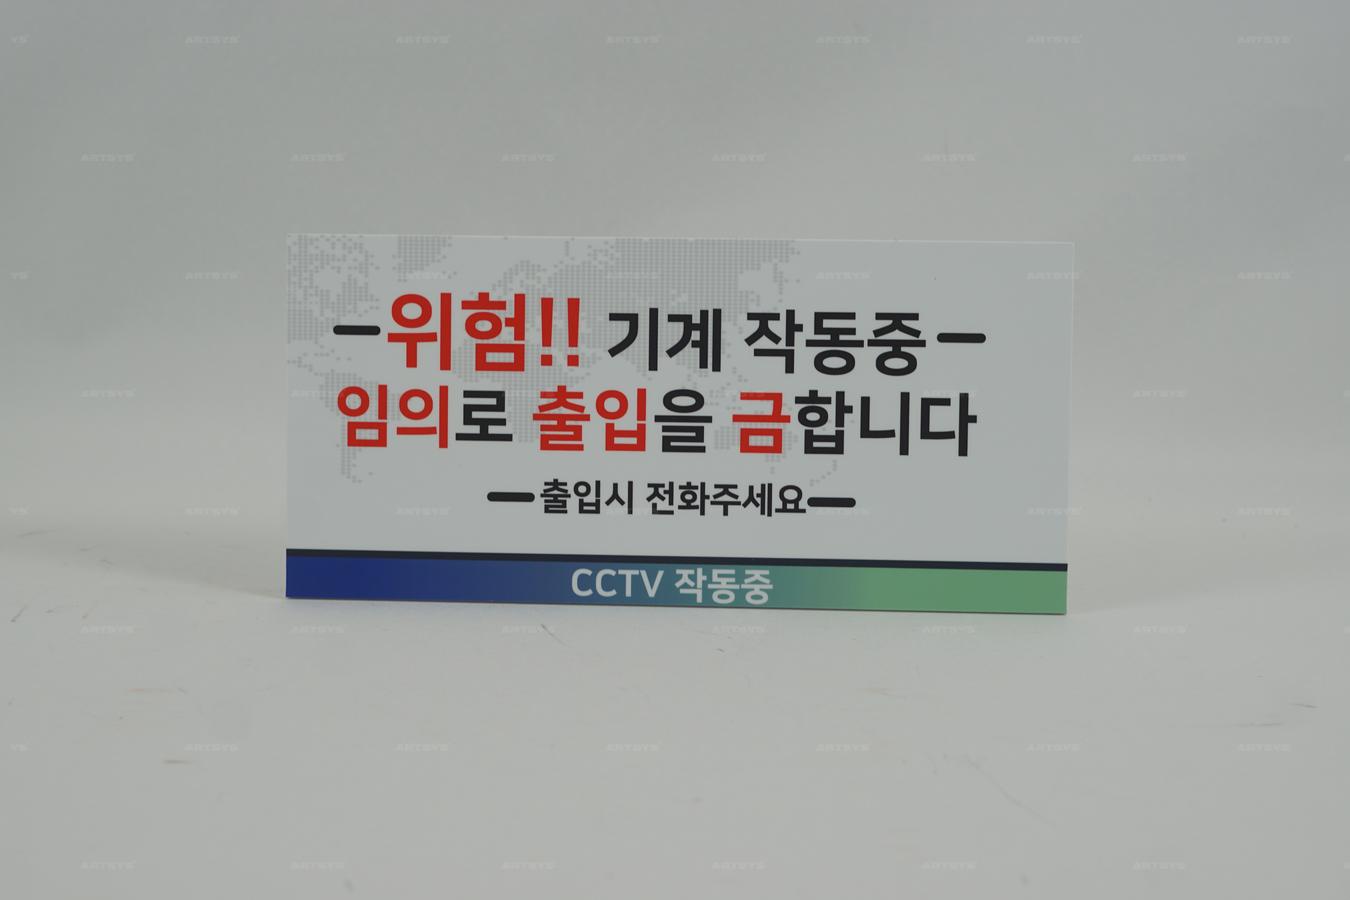 위험!! 기계 작동중
임의로 출입을 금합니다
출입시 전화주세요
CCTV 작동중
ARTSYS